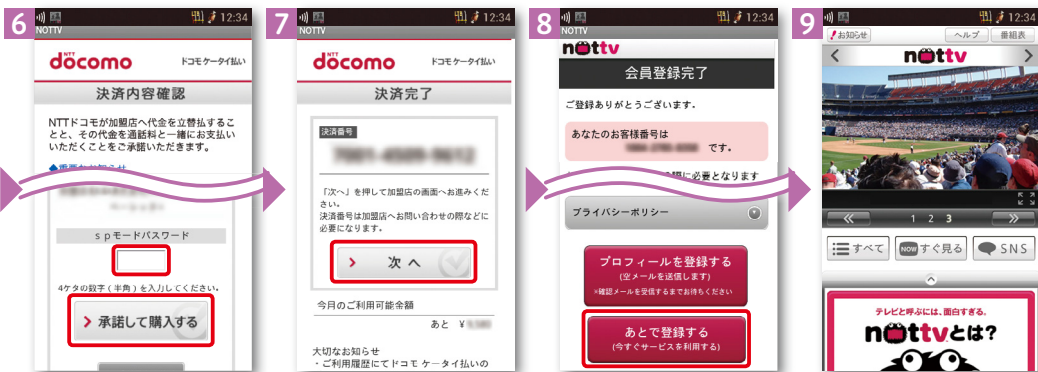 6
12:34
NOTTV
NTT
döcomo
ドコモ ケータイ払い
決済内容確認
NTTドコモが加盟店へ代金を立替払するこ
とと、その代金を通話料と一緒にお支払い
いただくことをご承諾いただきます。
spモードパスワード
4ケタの数字(半角)を入力してください。
承諾して購入する
7
12:34
NOTTV
NTT
döcomo
ドコモ ケータイ払い
決済完了
決済番号
「次へ」を押して加盟店の画面へお進みくだ
さい。
決済番号は加盟店へお問い合わせの際などに
必要になります。
次 へ
今月のご利用可能金額
あと ¥
大切なお知らせ
・ご利用履歴にてドコモ ケータイ払いの
8
12:34
NOTTV
nottv
会員登録完了
ご登録ありがとうございます。
あなたのお客様番号は
です。
際に必要となります
プライバシーポリシー
プロフィールを登録する
(空メールを送信します)
※確認メールを受信するまでお待ちください
あとで登録する
(今すぐサービスを利用する)
9
12:34
お知らせ
ヘルプ
番組表
nottv
1 2 3
すべて
NOW すぐ見る
SNS
テレビと呼ぶには、面白すぎる。
nottvとは?